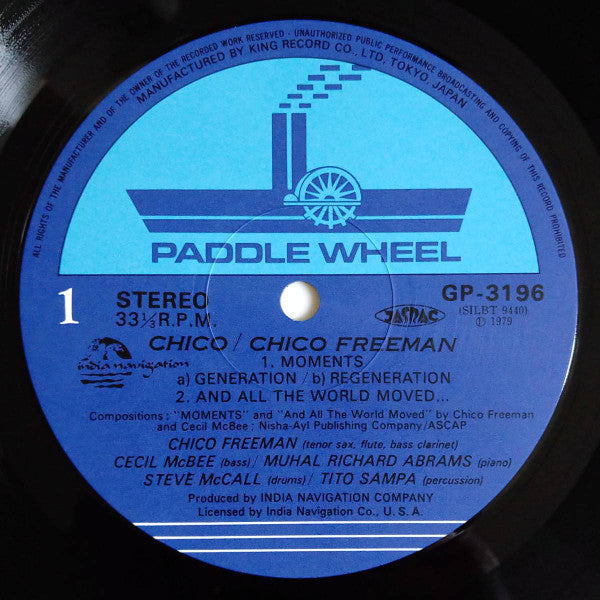 ALL RIGHTS OF THE MANUFACTURER AND OF THE OWNER OF THE RECORDED WORK RESERVED - UNAUTHORIZED PUBLIC PERFORMANCE BROADCASTING AND COPYING OF THIS RECORD PROHIBITED
MANUFACTURED BY KING RECORD CO., LTD. TOKYO, JAPAN
PADDLE WHEEL
1
STEREO
33⅓ R.P.M.
JASRAC
GP-3196
(SILBT 9440)
Ⓟ 1979
india navigation
CHICO / CHICO FREEMAN
1. MOMENTS
a) GENERATION / b) REGENERATION
2. AND ALL THE WORLD MOVED...
Compositions; "MOMENTS" and "And All The World Moved" by Chico Freeman
and Cecil McBee; Nisha-Ayl Publishing Company/ASCAP
CHICO FREEMAN (tenor sax, flute, bass clarinet)
CECIL McBEE (bass) / MUHAL RICHARD ABRAMS (piano)
STEVE McCALL (drums) / TITO SAMPA (percussion)
Produced by INDIA NAVIGATION COMPANY
Licensed by India Navigation Co., U. S. A.